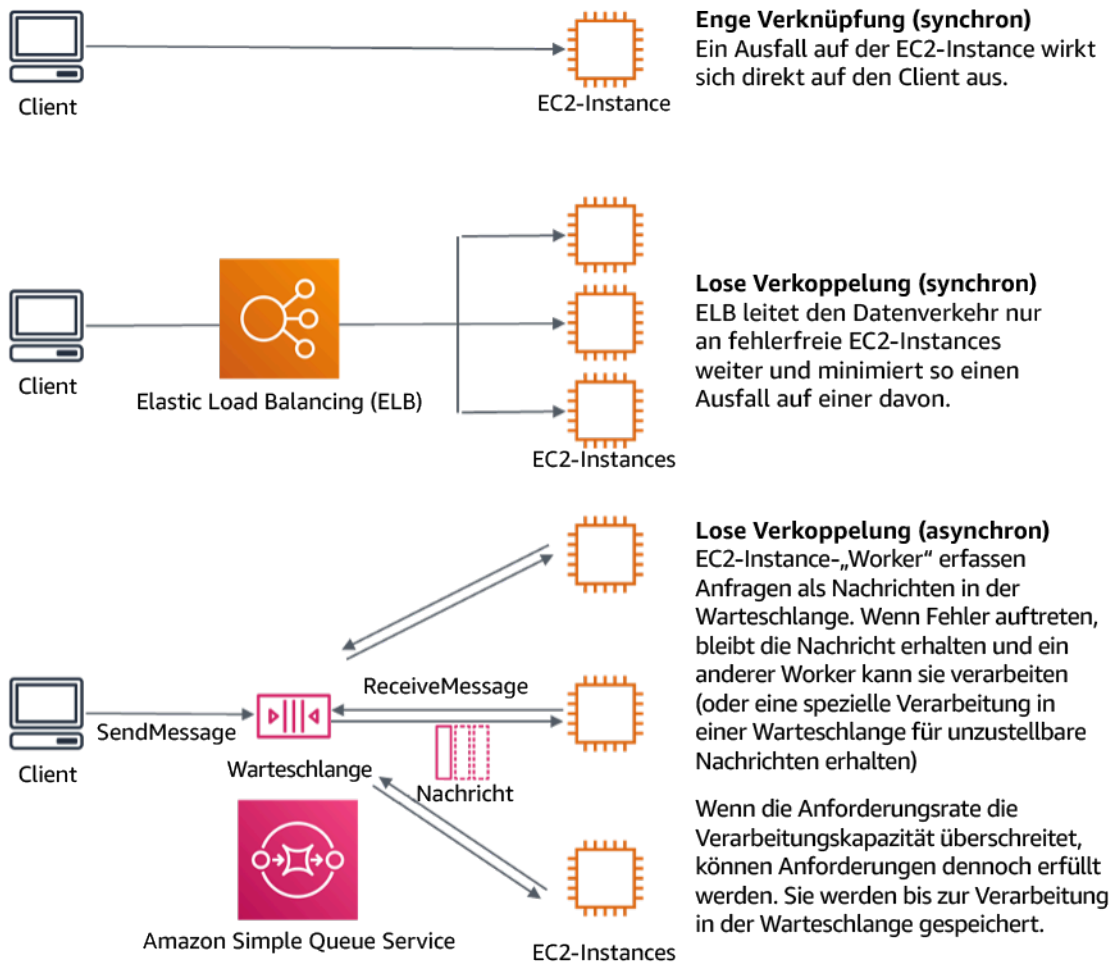 Client
EC2-Instance
Enge Verknüpfung (synchron)
Ein Ausfall auf der EC2-Instance wirkt
sich direkt auf den Client aus.
Client
Elastic Load Balancing (ELB)
EC2-Instances
Lose Verkoppelung (synchron)
ELB leitet den Datenverkehr nur
an fehlerfreie EC2-Instances
weiter und minimiert so einen
Ausfall auf einer davon.
Client
SendMessage
Warteschlange
ReceiveMessage
Nachricht
Amazon Simple Queue Service
EC2-Instances
Lose Verkoppelung (asynchron)
EC2-Instance-„Worker“ erfassen
Anfragen als Nachrichten in der
Warteschlange. Wenn Fehler auftreten,
bleibt die Nachricht erhalten und ein
anderer Worker kann sie verarbeiten
(oder eine spezielle Verarbeitung in
einer Warteschlange für unzustellbare
Nachrichten erhalten)
Wenn die Anforderungsrate die
Verarbeitungskapazität überschreitet,
können Anforderungen dennoch erfüllt
werden. Sie werden bis zur Verarbeitung
in der Warteschlange gespeichert.